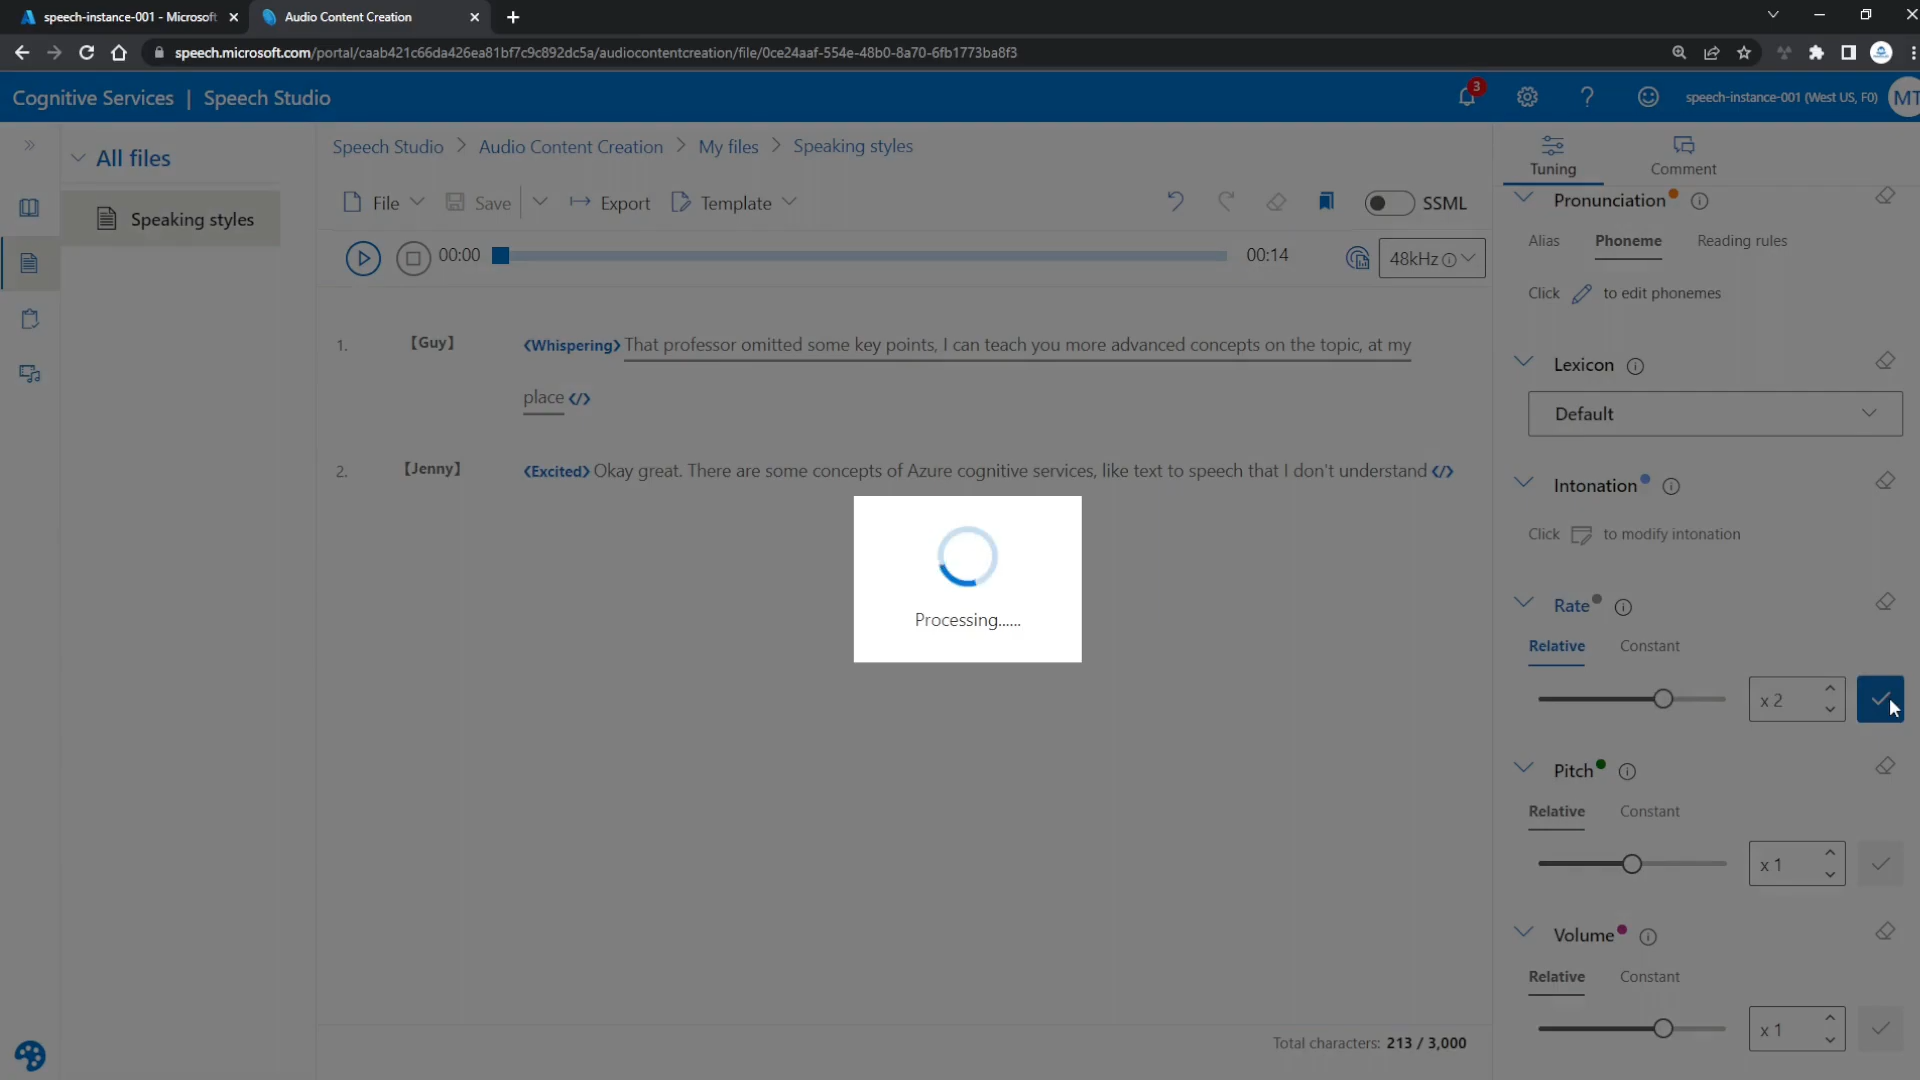 speech-instance-001 - Microsoft
Audio Content Creation
speech.microsoft.com/portal/caab421c66da426ea81bf7c9c892dc5a/audiocontentcreation/file/0ce24aaf-554e-48b0-8a70-6fb1773ba8f3
Cognitive Services | Speech Studio
3
speech-instance-001 (West US, F0)
MT
All files
Speaking styles
Speech Studio > Audio Content Creation > My files > Speaking styles
File
Save
Export
Template
SSML
00:00
00:14
48kHz
1. 【Guy】 <Whispering> That professor omitted some key points, I can teach you more advanced concepts on the topic, at my
place </>
2. 【Jenny】 <Excited> Okay great. There are some concepts of Azure cognitive services, like text to speech that I don't understand </>
Processing......
Total characters: 213 / 3,000
Tuning
Comment
Pronunciation
Alias
Phoneme
Reading rules
Click to edit phonemes
Lexicon
Default
Intonation
Click to modify intonation
Rate
Relative
Constant
x 2
Pitch
Relative
Constant
x 1
Volume
Relative
Constant
x 1